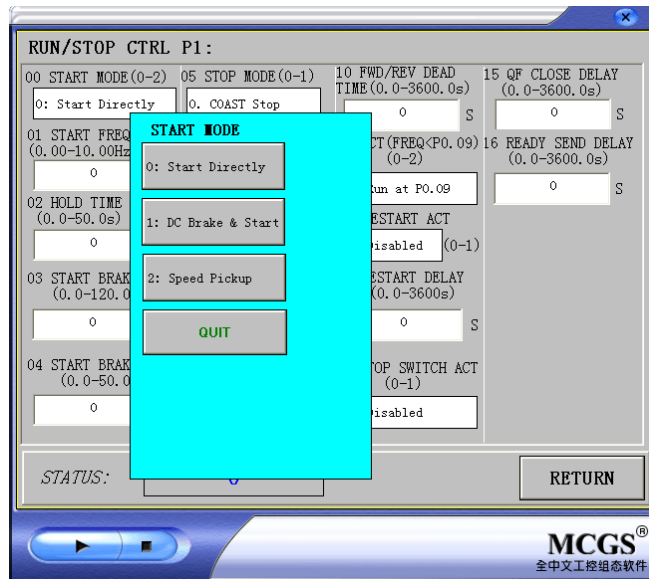 RUN/STOP CTRL P1:
00 START MODE(0-2)
0: Start Directly
01 START FREQ
(0.00-10.00Hz
0
02 HOLD TIME
(0.0-50.0s)
0
03 START BRAK
(0.0-120.0
0
04 START BRAK
(0.0-50.0
0
05 STOP MODE(0-1)
0. COAST Stop
START MODE
0: Start Directly
1: DC Brake & Start
2: Speed Pickup
QUIT
10 FWD/REV DEAD
TIME(0.0-3600.0s)
0 S
CT(FREQ<P0.09)
(0-2)
un at P0.09
ESTART ACT
isabled (0-1)
ESTART DELAY
(0.0-3600s)
0 S
OP SWITCH ACT
(0-1)
isabled
15 QF CLOSE DELAY
(0.0-3600.0s)
0 S
16 READY SEND DELAY
(0.0-3600.0s)
0 S
STATUS:
RETURN
MCGS®
全中文工控组态软件